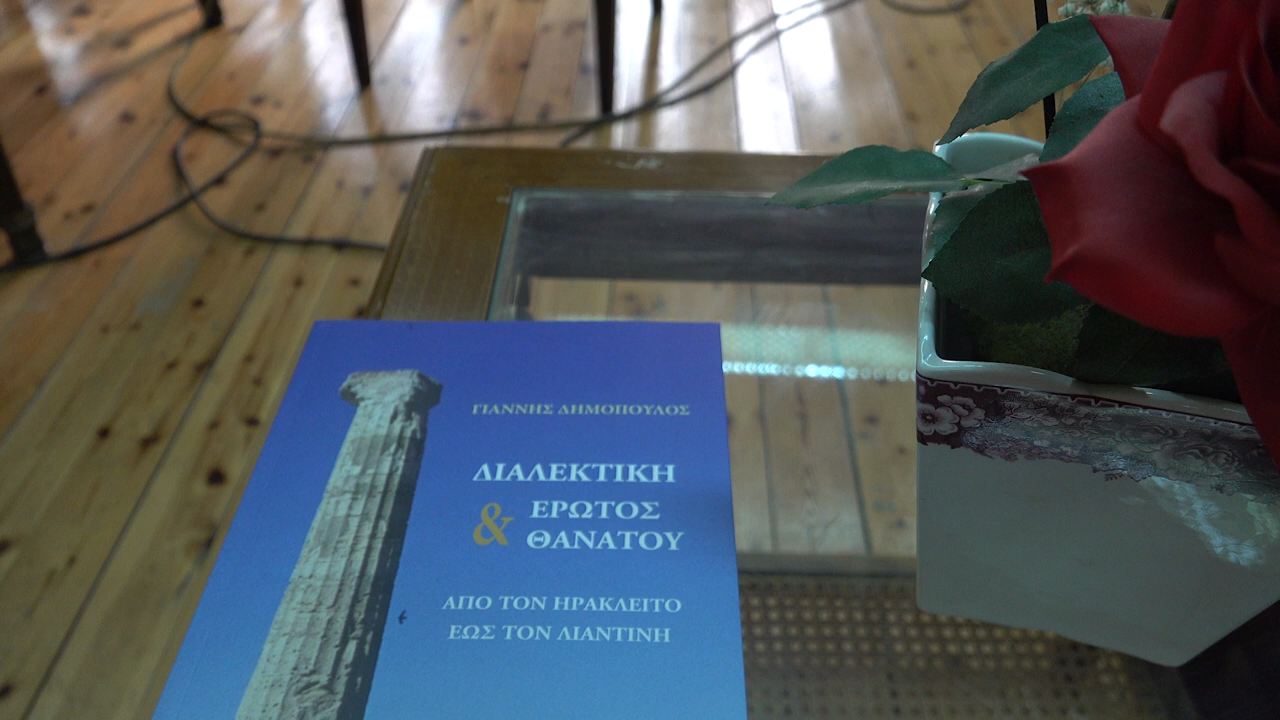 ΓΙΑΝΝΗΣ ΔΗΜΟΠΟΥΛΟΣ
ΔΙΑΛΕΚΤΙΚΗ
ΕΡΩΤΟΣ
& ΘΑΝΑΤΟΥ
ΑΠΟ ΤΟΝ ΗΡΑΚΛΕΙΤΟ
ΕΩΣ ΤΟΝ ΛΙΑΝΤΙΝΗ